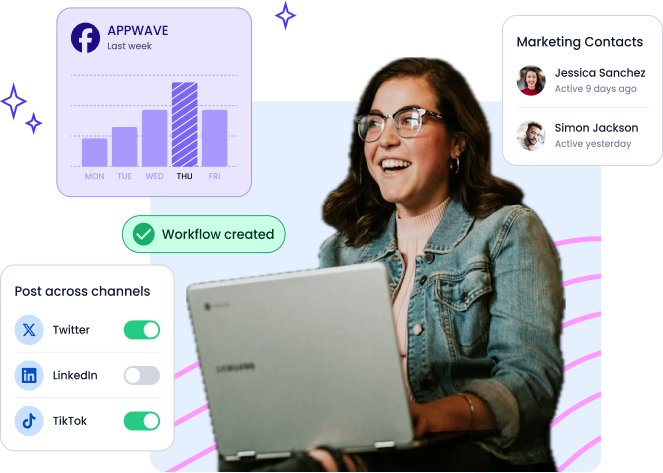 APPWAVE
Last week
MON TUE WED THU FRI
Marketing Contacts
Jessica Sanchez
Active 9 days ago
Simon Jackson
Active yesterday
Workflow created
Post across channels
Twitter
LinkedIn
TikTok
SAMSUNG